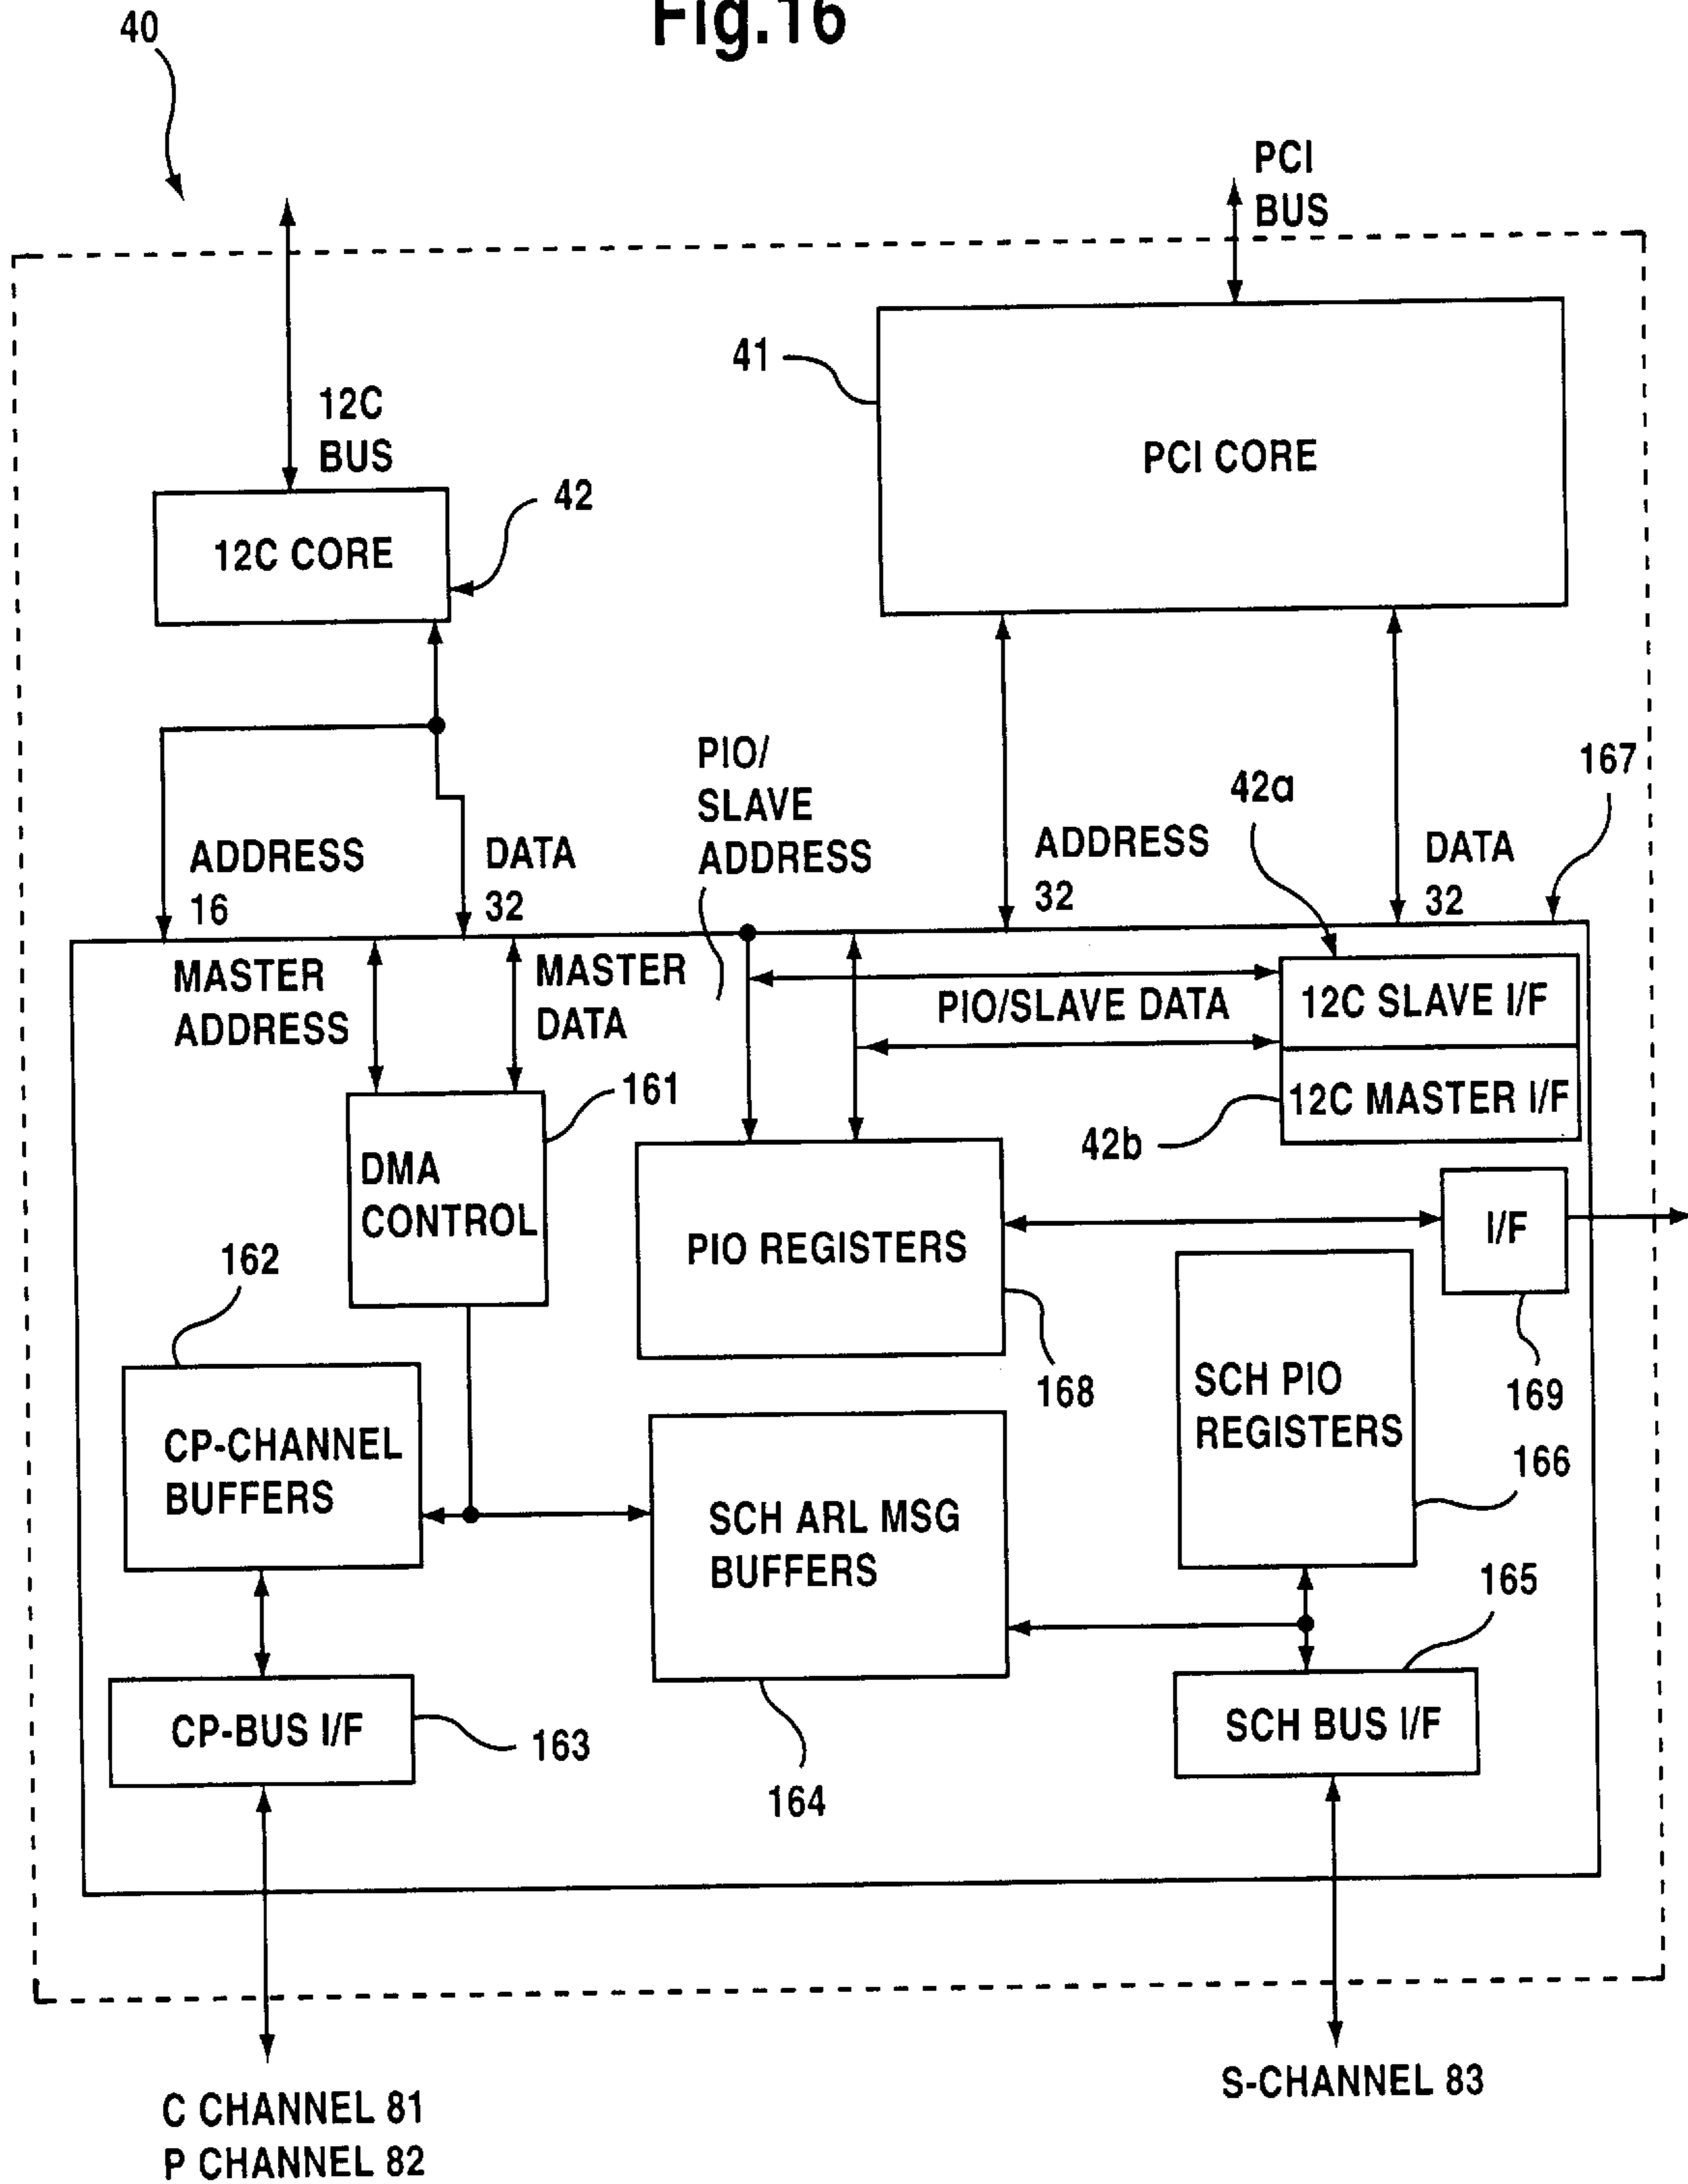 Fig.16
40
PCI
BUS
41
PCI CORE
12C
BUS
42
12C CORE
PIO/
SLAVE
ADDRESS
167
42a
ADDRESS
16
DATA
32
ADDRESS
32
DATA
32
MASTER
ADDRESS
MASTER
DATA
PIO/SLAVE DATA
12C SLAVE I/F
12C MASTER I/F
42b
161
DMA
CONTROL
PIO REGISTERS
I/F
162
168
169
SCH PIO
REGISTERS
166
CP-CHANNEL
BUFFERS
SCH ARL MSG
BUFFERS
165
CP-BUS I/F
163
SCH BUS I/F
164
C CHANNEL 81
P CHANNEL 82
S-CHANNEL 83